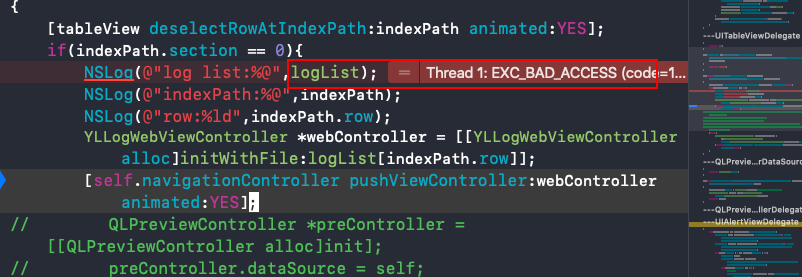 {
[tableView deselectRowAtIndexPath:indexPath animated:YES];
if(indexPath.section == 0){
NSLog(@"log list:%@",logList); = Thread 1: EXC_BAD_ACCESS (code=1...
NSLog(@"indexPath:%@",indexPath);
NSLog(@"row:%ld",indexPath.row);
YLLogWebViewController *webController = [[YLLogWebViewController
alloc]initWithFile:logList[indexPath.row]];
[self.navigationController pushViewController:webController
animated:YES];
// QLPreviewController *preController =
[[QLPreviewController alloc]init];
// preController.dataSource = self;
----UITableViewDelegate
----QLPrevie...rDataSource
----QLPrevie...llerDelegate
----UIAlertViewDelegate